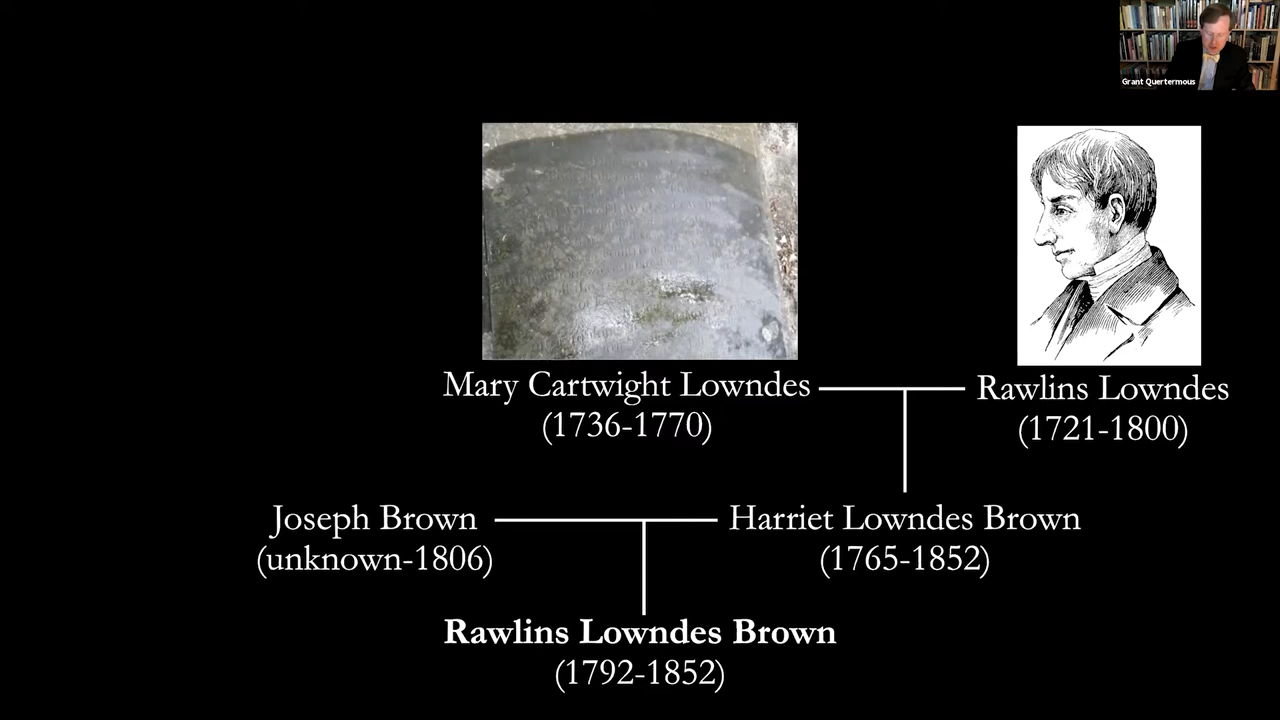 Grant Quertermous
Mary Cartwight Lowndes
(1736-1770)
Rawlins Lowndes
(1721-1800)
Joseph Brown
(unknown-1806)
Harriet Lowndes Brown
(1765-1852)
Rawlins Lowndes Brown
(1792-1852)